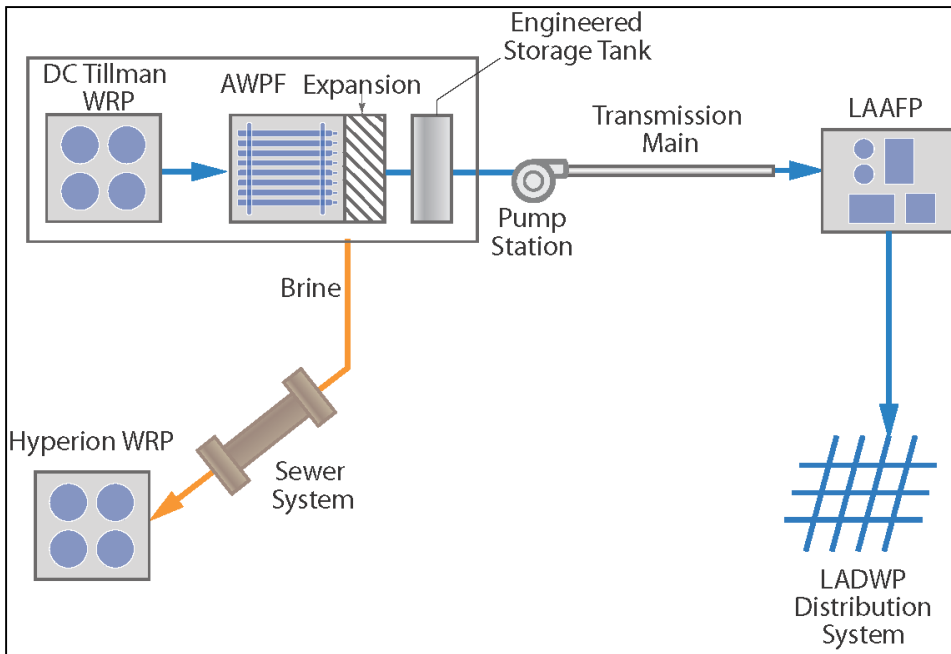 Engineered
Storage Tank
DC Tillman
WRP
AWPF
Expansion
Transmission
Main
LAAFP
Pump
Station
Brine
Hyperion WRP
Sewer
System
LADWP
Distribution
System